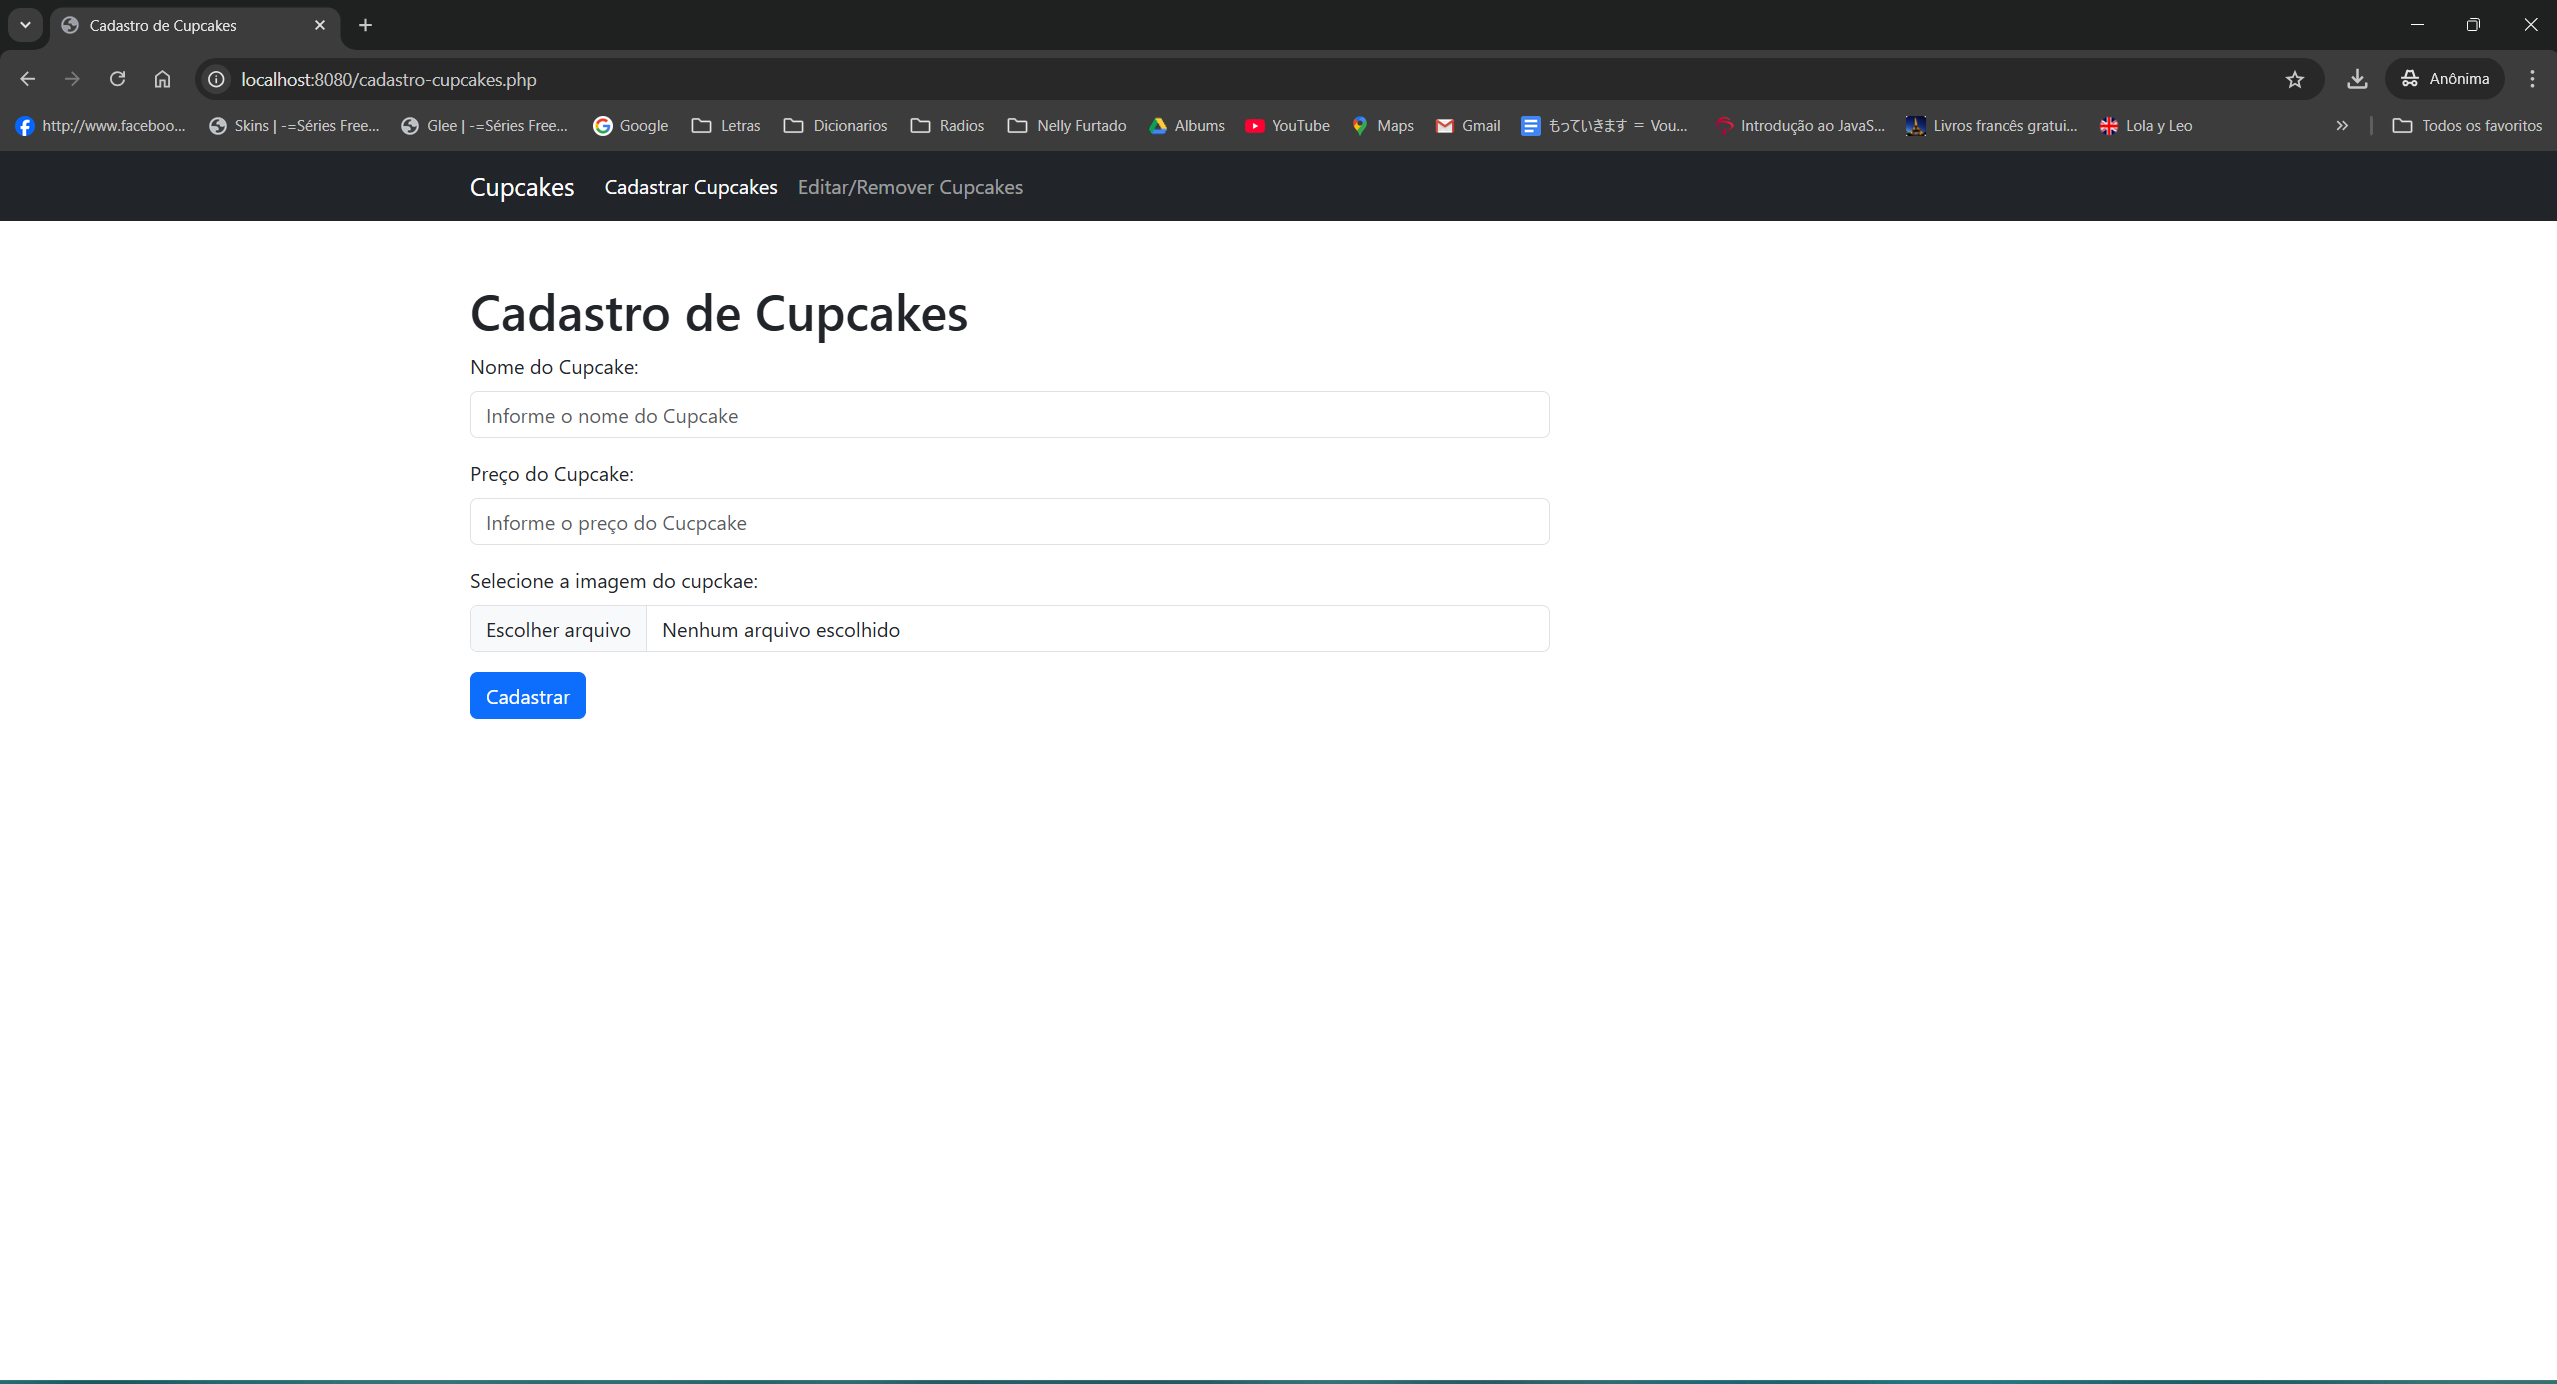 Cadastro de Cupcakes
localhost:8080/cadastro-cupcakes.php
Anônima
http://www.faceboo... Skins | -=Séries Free... Glee | -=Séries Free... Google Letras Dicionarios Radios Nelly Furtado Albums YouTube Maps Gmail もっていきます = Vou... Introdução ao JavaS... Livros francês gratui... Lola y Leo » Todos os favoritos
Cupcakes Cadastrar Cupcakes Editar/Remover Cupcakes
Cadastro de Cupcakes
Nome do Cupcake:
Informe o nome do Cupcake
Preço do Cupcake:
Informe o preço do Cucpcake
Selecione a imagem do cupckae:
Escolher arquivo Nenhum arquivo escolhido
Cadastrar